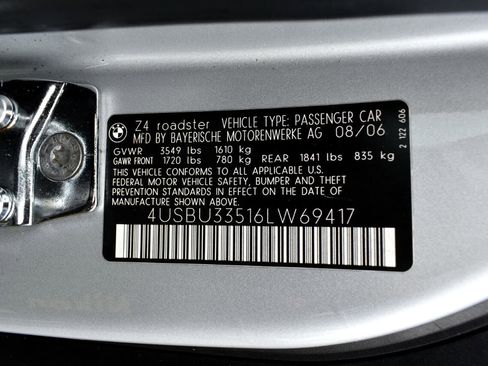 BMW
Z4 roadster VEHICLE TYPE: PASSENGER CAR
MFD BY BAYERISCHE MOTORENWERKE AG 08/06
GVWR 3549 lbs 1610 kg
GAWR FRONT 1720 lbs 780 kg REAR 1841 lbs 835 kg
THIS VEHICLE CONFORMS TO ALL APPLICABLE U.S.
FEDERAL MOTOR VEHICLE SAFETY, BUMPER AND THEFT
PREVENTION STANDARDS IN EFFECT ON THE DATE OF
MANUFACTURE SHOWN ABOVE.
4USBU33516LW69417
2 122 606